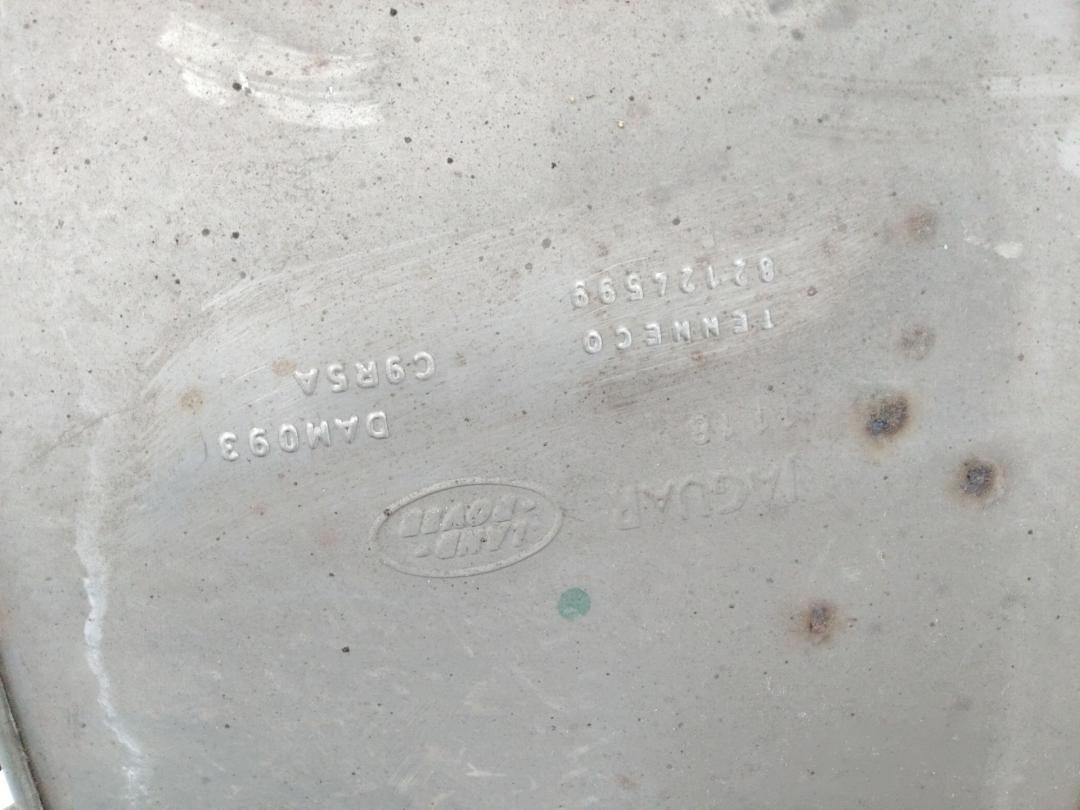 JAGUAR
LAND-
-ROVER
TENNECO
82124599
DAM093
C9R5A